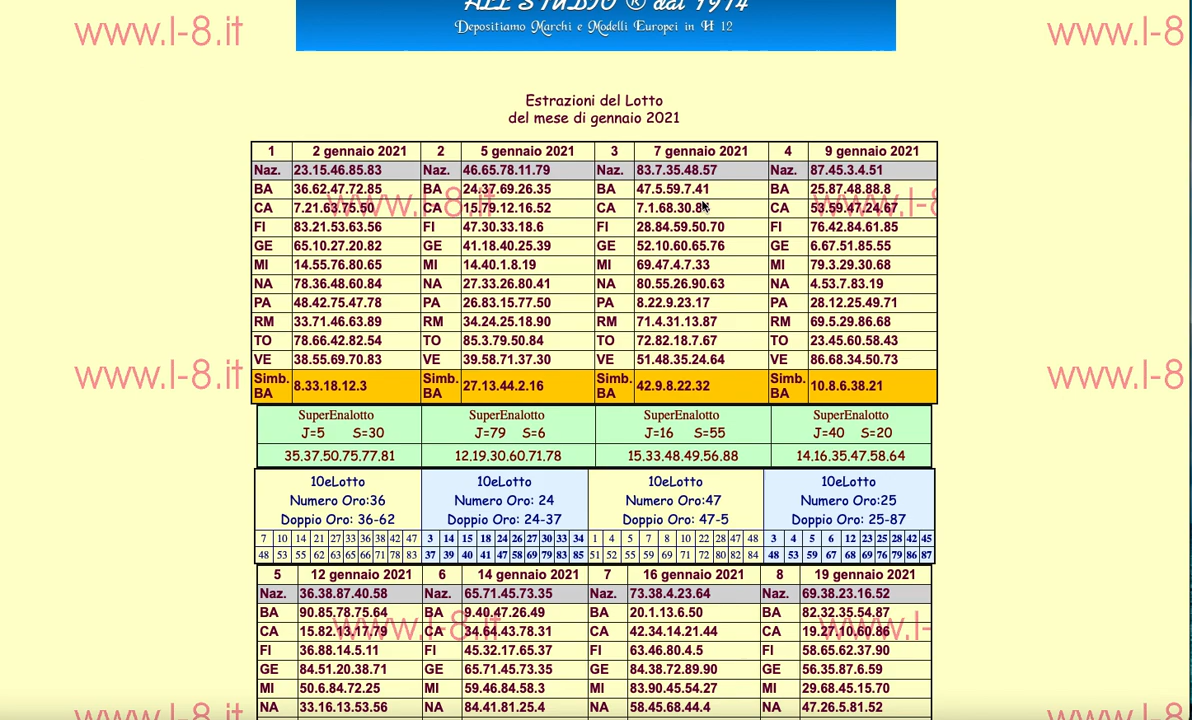 ALL STUDIO ® dal 1974
Depositiamo Marchi e Modelli Europei in H 12
www.l-8.it www.l-8
Estrazioni del Lotto
del mese di gennaio 2021
1 2 gennaio 2021 2 5 gennaio 2021 3 7 gennaio 2021 4 9 gennaio 2021
Naz. 23.15.46.85.83 Naz. 46.65.78.11.79 Naz. 83.7.35.48.57 Naz. 87.45.3.4.51
BA 36.62.47.72.85 BA 24.37.69.26.35 BA 47.5.59.7.41 BA 25.87.48.88.8
CA 7.21.63.75.50 CA 15.79.12.16.52 CA 7.1.68.30. CA 53.59.47.24.67
FI 83.21.53.63.56 FI 47.30.33.18.6 FI 28.84.59.50.70 FI 76.42.84.61.85
GE 65.10.27.20.82 GE 41.18.40.25.39 GE 52.10.60.65.76 GE 6.67.51.85.55
MI 14.55.76.80.65 MI 14.40.1.8.19 MI 69.47.4.7.33 MI 79.3.29.30.68
NA 78.36.48.60.84 NA 27.33.26.80.41 NA 80.55.26.90.63 NA 4.53.7.83.19
PA 48.42.75.47.78 PA 26.83.15.77.50 PA 8.22.9.23.17 PA 28.12.25.49.71
RM 33.71.46.63.89 RM 34.24.25.18.90 RM 71.4.31.13.87 RM 69.5.29.86.68
TO 78.66.42.82.54 TO 85.3.79.50.84 TO 72.82.18.7.67 TO 23.45.60.58.43
VE 38.55.69.70.83 VE 39.58.71.37.30 VE 51.48.35.24.64 VE 86.68.34.50.73
Simb. BA 8.33.18.12.3 Simb. BA 27.13.44.2.16 Simb. BA 42.9.8.22.32 Simb. BA 10.8.6.38.21
SuperEnalotto SuperEnalotto SuperEnalotto SuperEnalotto
J=5 S=30 J=79 S=6 J=16 S=55 J=40 S=20
35.37.50.75.77.81 12.19.30.60.71.78 15.33.48.49.56.88 14.16.35.47.58.64
www.l-8.it www.l-8
10eLotto 10eLotto 10eLotto 10eLotto
Numero Oro:36 Numero Oro: 24 Numero Oro:47 Numero Oro:25
Doppio Oro: 36-62 Doppio Oro: 24-37 Doppio Oro: 47-5 Doppio Oro: 25-87
7 10 14 21 27 33 36 38 42 47 3 14 15 18 24 26 27 30 33 34 1 4 5 7 8 10 22 28 47 48 3 4 5 6 12 23 25 28 42 45
48 53 55 62 63 65 66 71 78 83 37 39 40 41 47 58 69 79 83 85 51 52 55 59 69 71 72 80 82 84 48 53 59 67 68 69 76 79 86 87
5 12 gennaio 2021 6 14 gennaio 2021 7 16 gennaio 2021 8 19 gennaio 2021
Naz. 36.38.87.40.58 Naz. 65.71.45.73.35 Naz. 73.38.4.23.64 Naz. 69.38.23.16.52
BA 90.85.78.75.64 BA 9.40.47.26.49 BA 20.1.13.6.50 BA 82.32.35.54.87
CA 15.82.13.17.79 CA 34.64.43.78.31 CA 42.34.14.21.44 CA 19.27.10.60.86
FI 36.88.14.5.11 FI 45.32.17.65.37 FI 63.46.80.4.5 FI 58.65.62.37.90
GE 84.51.20.38.71 GE 65.71.45.73.35 GE 84.38.72.89.90 GE 56.35.87.6.59
MI 50.6.84.72.25 MI 59.46.84.58.3 MI 83.90.45.54.27 MI 29.68.45.15.70
NA 33.16.13.53.56 NA 84.41.81.25.4 NA 58.45.68.44.4 NA 47.26.5.81.52